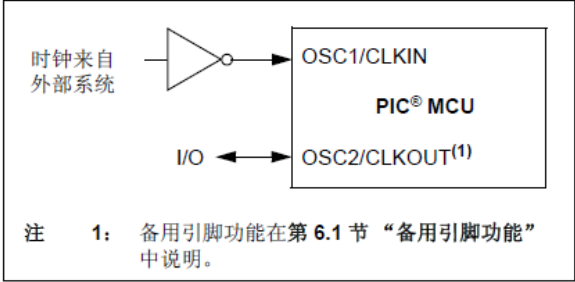 时钟来自
外部系统
OSC1/CLKIN
PIC® MCU
I/O
OSC2/CLKOUT(1)
注 1： 备用引脚功能在第 6.1 节 “备用引脚功能”
中说明。